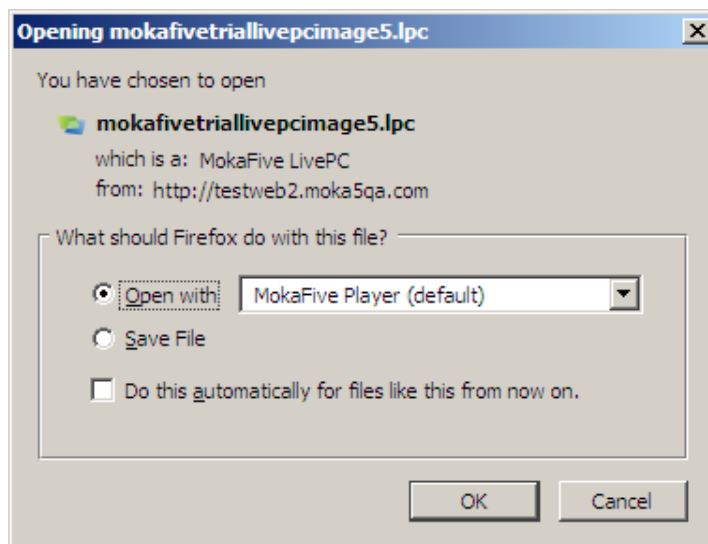 Opening mokafivetriallivepcimage5.lpc
You have chosen to open
mokafivetriallivepcimage5.lpc
which is a: MokaFive LivePC
from: http://testweb2.moka5qa.com
What should Firefox do with this file?
Open with MokaFive Player (default)
Save File
Do this automatically for files like this from now on.
OK Cancel